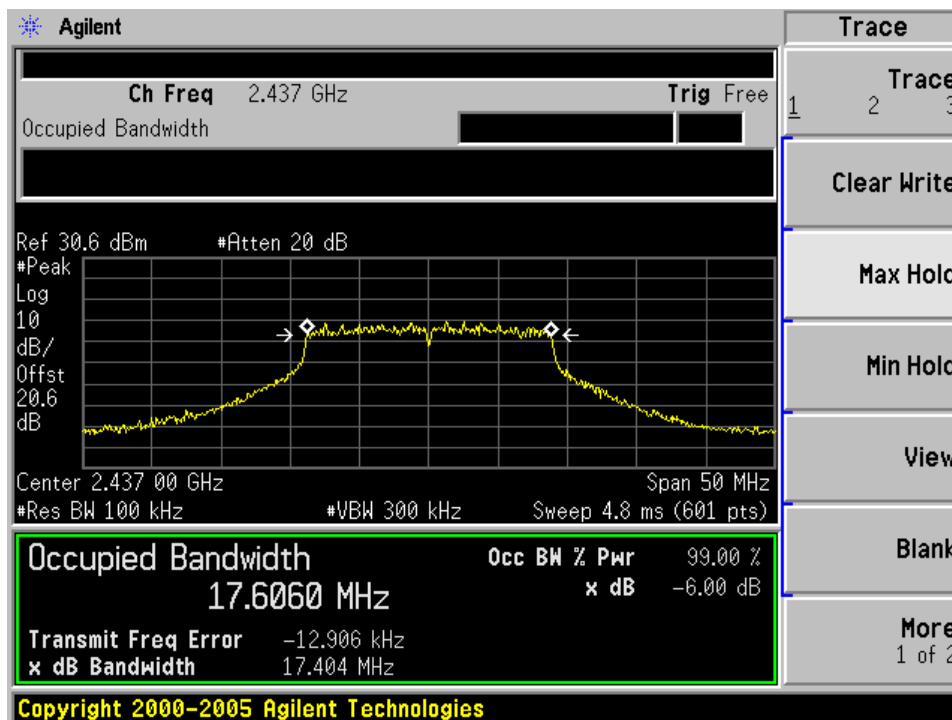 Agilent
Trace
Ch Freq 2.437 GHz Trig Free
Occupied Bandwidth
Trace
1 2 3
Clear Write
Max Hold
Min Hold
View
Blank
More
1 of 2
Ref 30.6 dBm #Atten 20 dB
#Peak
Log
10
dB/
Offst
20.6
dB
Center 2.437 00 GHz Span 50 MHz
#Res BW 100 kHz #VBW 300 kHz Sweep 4.8 ms (601 pts)
Occupied Bandwidth
17.6060 MHz
Occ BW % Pwr 99.00 %
x dB -6.00 dB
Transmit Freq Error -12.906 kHz
x dB Bandwidth 17.404 MHz
Copyright 2000-2005 Agilent Technologies